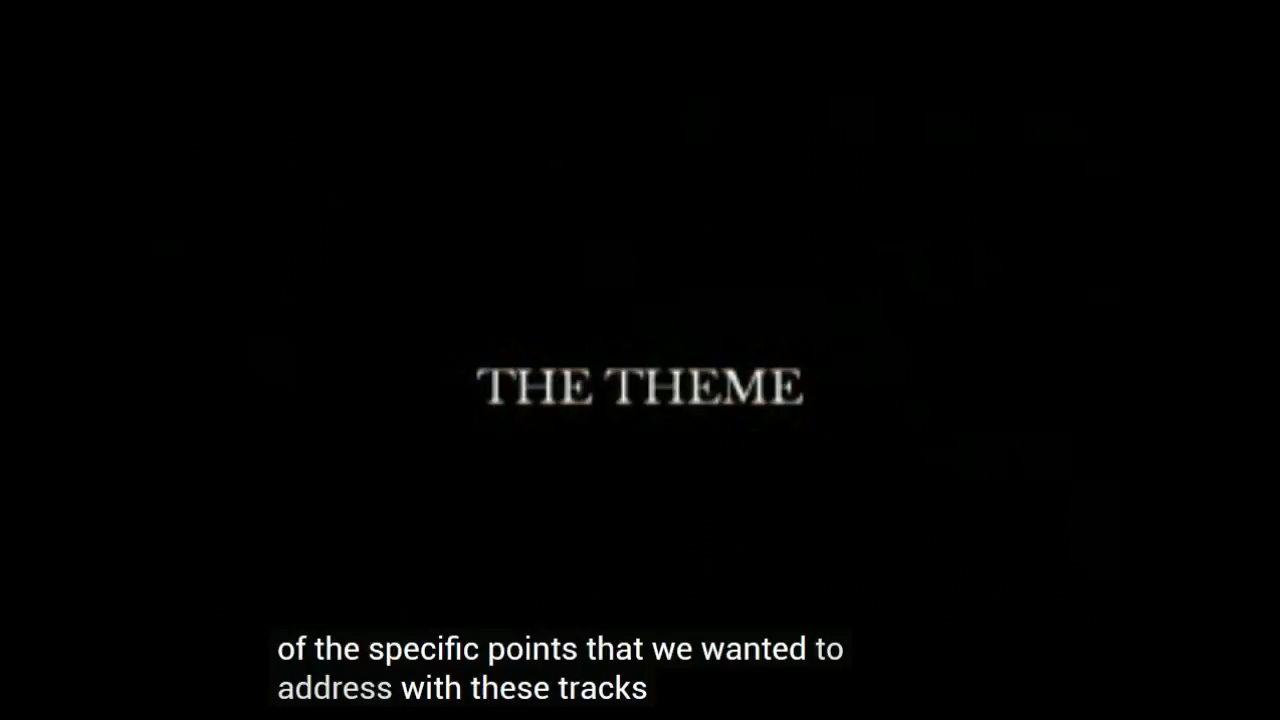 THE THEME
of the specific points that we wanted to
address with these tracks